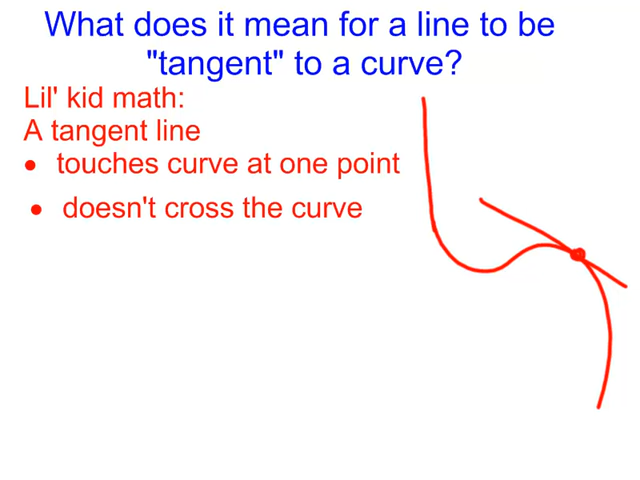 What does it mean for a line to be
"tangent" to a curve?
Lil' kid math:
A tangent line
• touches curve at one point
• doesn't cross the curve